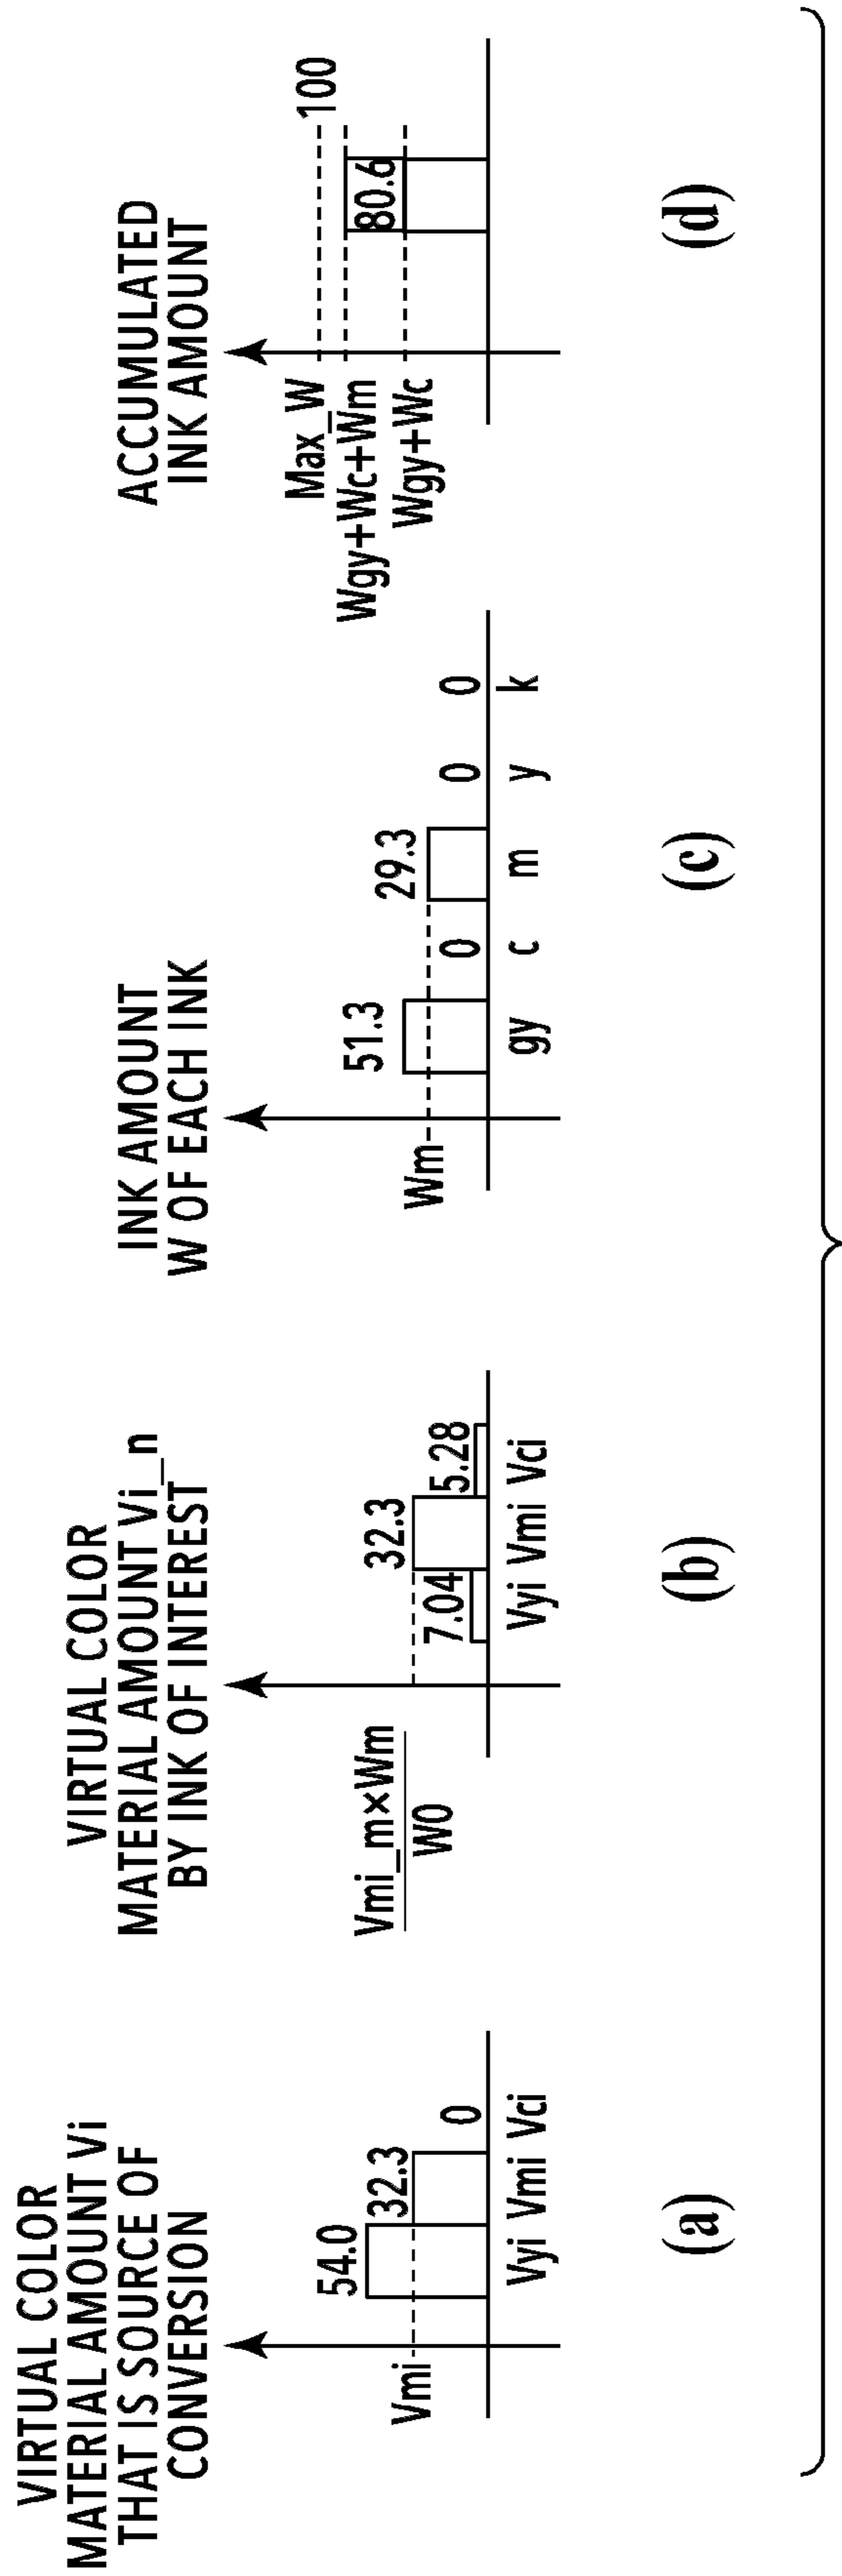 VIRTUAL COLOR
MATERIAL AMOUNT Vi
THAT IS SOURCE OF
CONVERSION
54.0
32.3
0
Vmi
Vyi Vmi Vci
(a)
VIRTUAL COLOR
MATERIAL AMOUNT Vi_n
BY INK OF INTEREST
Vmi_m×Wm
W0
32.3
7.04
5.28
Vyi Vmi Vci
(b)
INK AMOUNT
W OF EACH INK
51.3
29.3
Wm
0
0
0
gy c m y k
(c)
ACCUMULATED
INK AMOUNT
Max_W
100
Wgy+Wc+Wm
80.6
Wgy+Wc
(d)